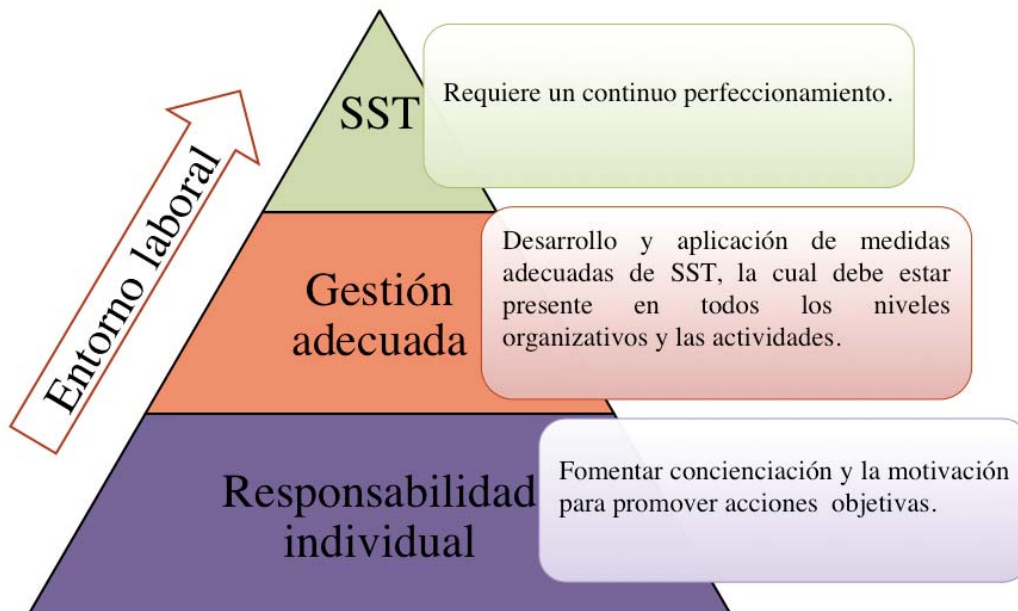 SST
Requiere un continuo perfeccionamiento.
Entorno laboral
Gestión
adecuada
Desarrollo y aplicación de medidas
adecuadas de SST, la cual debe estar
presente en todos los niveles
organizativos y las actividades.
Responsabilidad
individual
Fomentar concienciación y la motivación
para promover acciones objetivas.